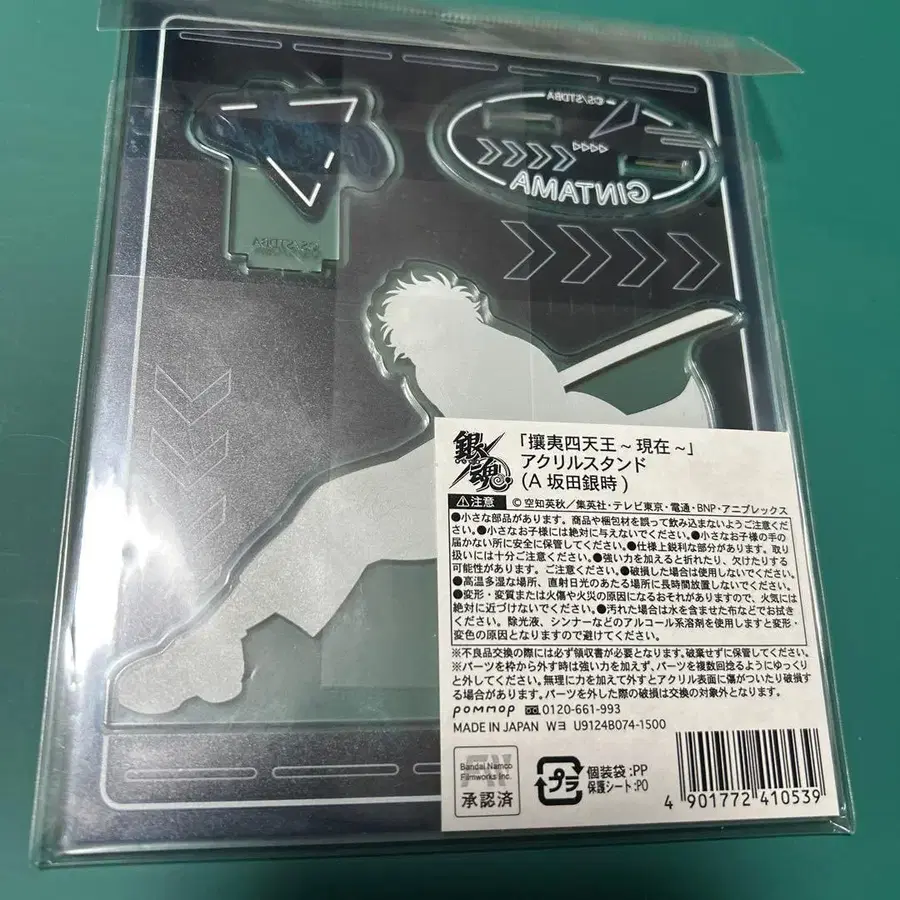 ©S/STDBA
GINTAMA
©S/STDBA
銀魂
「攘夷四天王~現在~」
アクリルスタンド
(A 坂田銀時)
注意 ©空知英秋/集英社・テレビ東京・電通・BNP・アニプレックス
●小さな部品があります。商品や梱包材を誤って飲み込まないようご注意くだ
さい。●小さなお子様には絶対に与えないでください。●小さなお子様の手の
届かない所に安全に保管してください。●仕様上鋭利な部分があります。取り
扱いには十分ご注意ください。●強い力を加えると折れたり、欠けたりする
可能性があります。ご注意ください。●破損した場合は使用しないでください。
●高温多湿な場所、直射日光のあたる場所に長時間放置しないでください。
●変形・変質または火傷や火災の原因になるおそれがありますので、火気には
絶対に近づけないでください。●汚れた場合は水を含ませた布などでお拭き
ください。除光液、シンナーなどのアルコール系溶剤を使用しますと変形・
変色の原因となりますので避けてください。
※不良品交換の際には必ず領収書が必要となります。破棄せずに保管してください。
※パーツを枠から外す時は強い力を加えず、パーツを複数回捻るようにゆっくり
と外してください。無理に力を加えて外すとアクリル表面に傷がついたり破損す
る場合があります。パーツを外した際の破損は交換の対象外となります。
pommop 0120-661-993
MADE IN JAPAN Wヨ U9124B074-1500
Bandai Namco
Filmworks Inc.
承認済
プラ
個装袋:PP
保護シート:PO
4 901772 410539